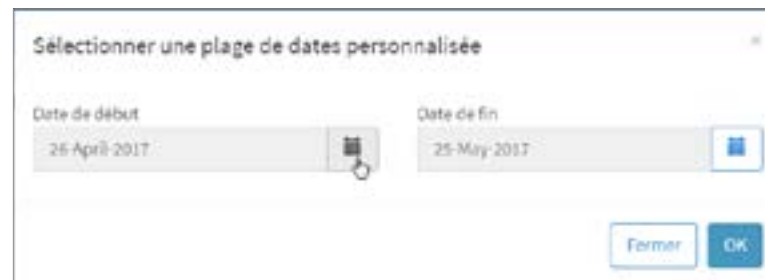 Sélectionner une plage de dates personnalisée
×
Date de début
Date de fin
26-April-2017
25-May-2017
Fermer
OK